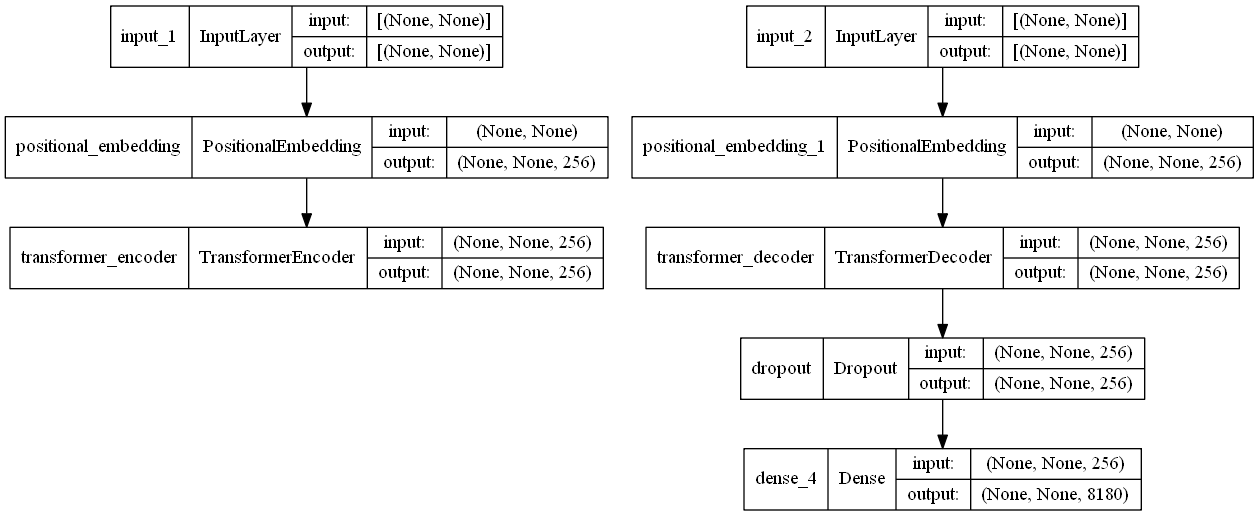 input_1 InputLayer input: [(None, None)]
output: [(None, None)]
input_2 InputLayer input: [(None, None)]
output: [(None, None)]
positional_embedding PositionalEmbedding input: (None, None)
output: (None, None, 256)
positional_embedding_1 PositionalEmbedding input: (None, None)
output: (None, None, 256)
transformer_encoder TransformerEncoder input: (None, None, 256)
output: (None, None, 256)
transformer_decoder TransformerDecoder input: (None, None, 256)
output: (None, None, 256)
dropout Dropout input: (None, None, 256)
output: (None, None, 256)
dense_4 Dense input: (None, None, 256)
output: (None, None, 8180)